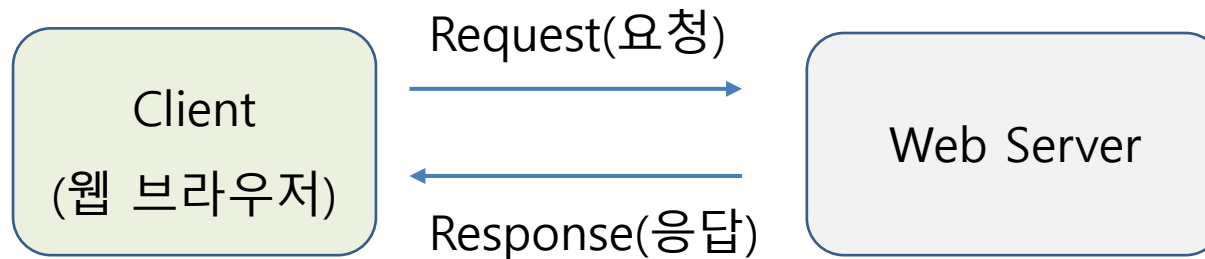 Request(요청)
Client
(웹 브라우저)
Web Server
Response(응답)